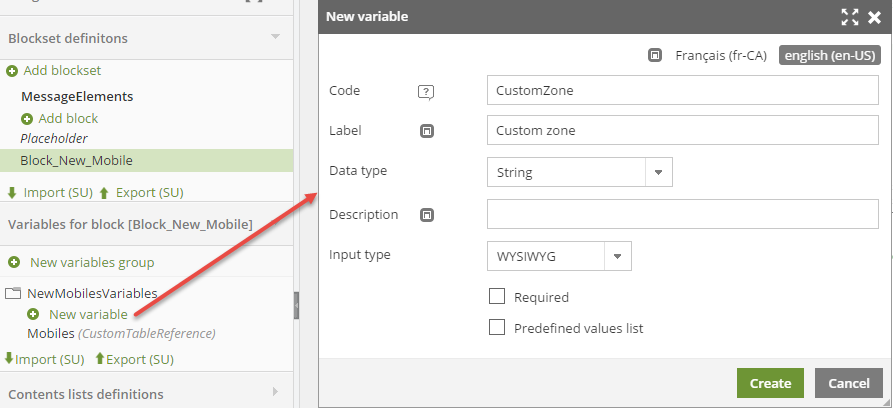 Blockset definitons
Add blockset
MessageElements
Add block
Placeholder
Block_New_Mobile
Import (SU) Export (SU)
Variables for block [Block_New_Mobile]
New variables group
NewMobilesVariables
New variable
Mobiles (CustomTableReference)
Import (SU) Export (SU)
Contents lists definitions
New variable
Français (fr-CA) english (en-US)
Code ? CustomZone
Label Custom zone
Data type String
Description
Input type WYSIWYG
Required
Predefined values list
Create Cancel